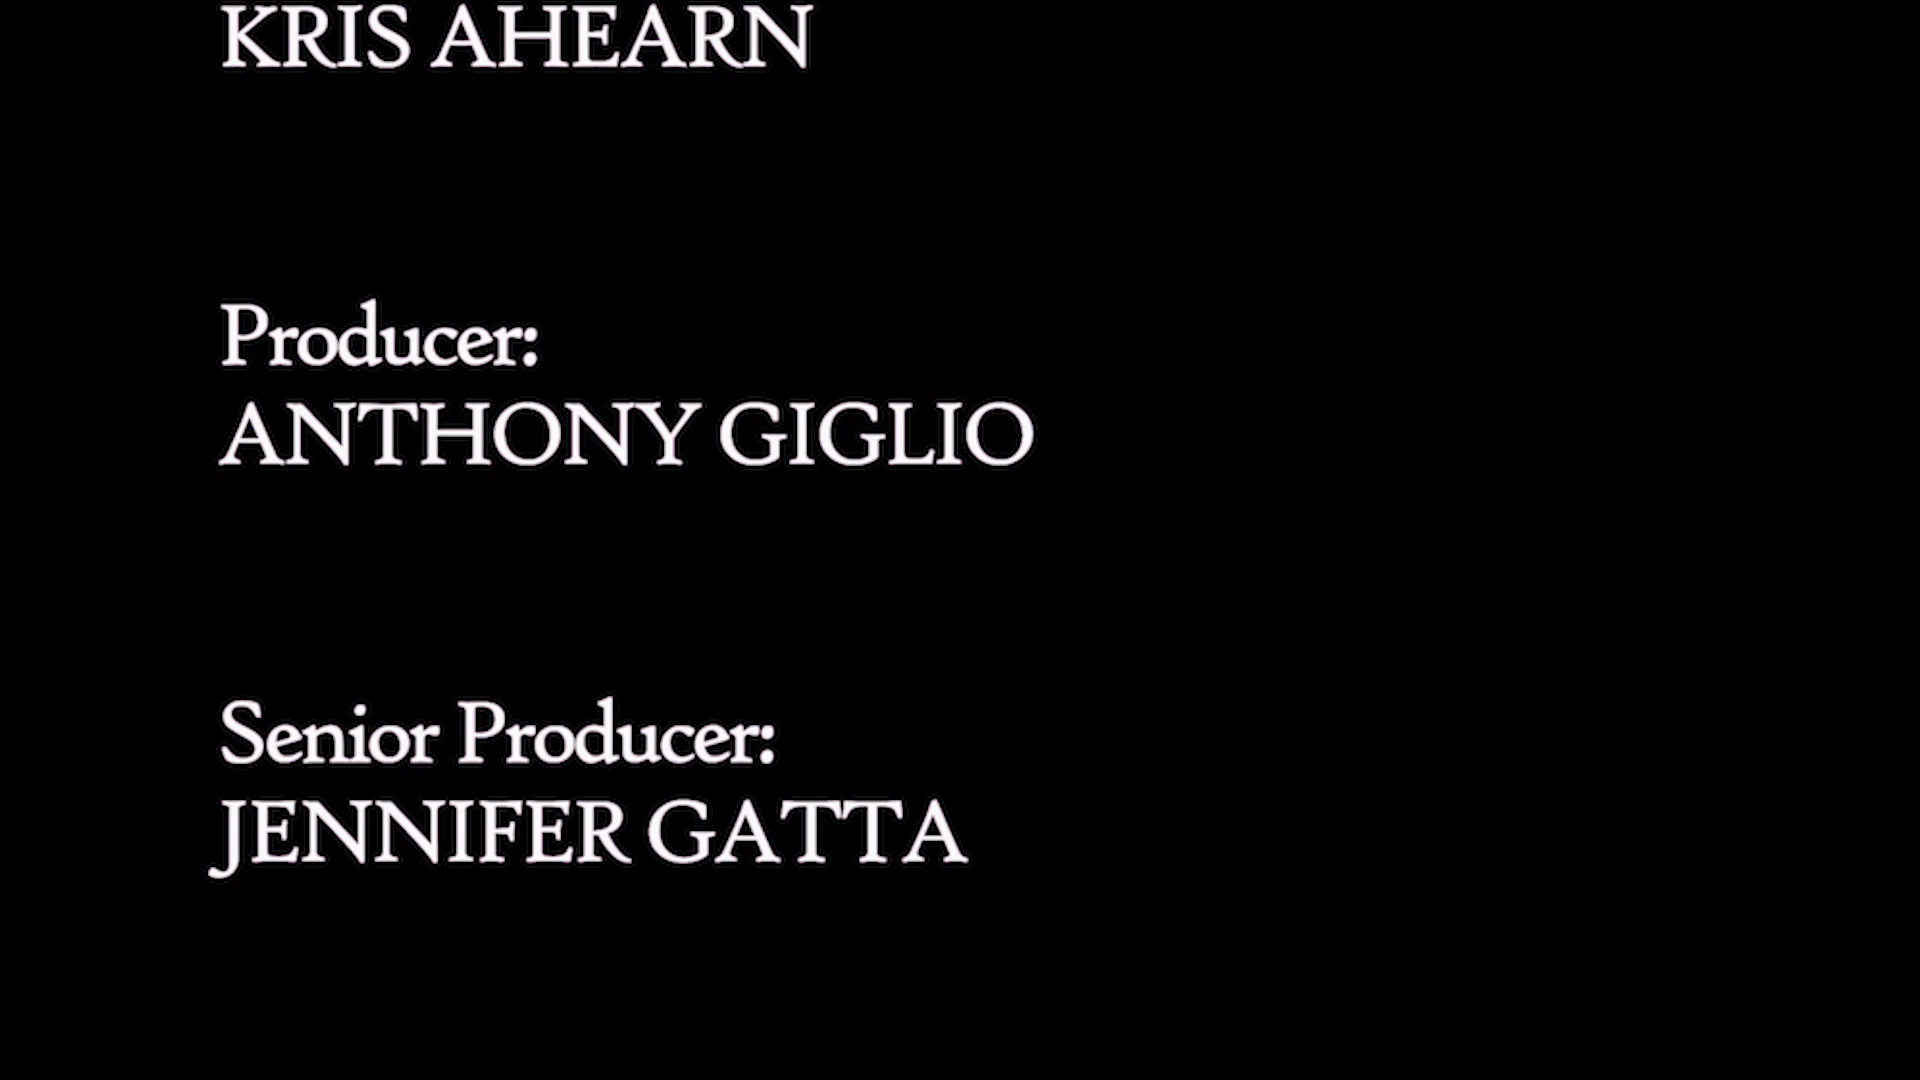 KRIS AHEARN
Producer:
ANTHONY GIGLIO
Senior Producer:
JENNIFER GATTA